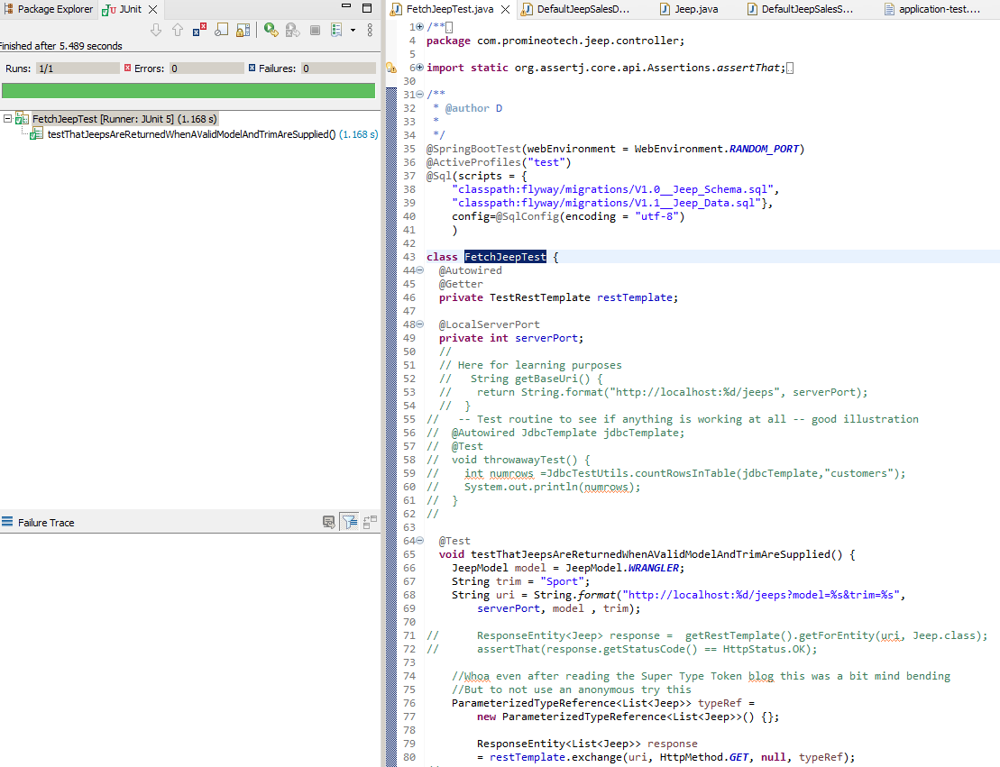 Package Explorer JUnit
Finished after 5.489 seconds
Runs: 1/1 Errors: 0 Failures: 0
FetchJeepTest [Runner: JUnit 5] (1.168 s)
testThatJeepsAreReturnedWhenAValidModelAndTrimAreSupplied() (1.168 s)
Failure Trace
FetchJeepTest.java DefaultJeepSalesD... Jeep.java DefaultJeepSalesS... application-test....
1 /**
4 package com.promineotech.jeep.controller;
5
6 import static org.assertj.core.api.Assertions.assertThat;
30
31 /**
32 * @author D
33 *
34 */
35 @SpringBootTest(webEnvironment = WebEnvironment.RANDOM_PORT)
36 @ActiveProfiles("test")
37 @Sql(scripts = {
38 "classpath:flyway/migrations/V1.0__Jeep_Schema.sql",
39 "classpath:flyway/migrations/V1.1__Jeep_Data.sql"},
40 config=@SqlConfig(encoding = "utf-8")
41 )
42
43 class FetchJeepTest {
44 @Autowired
45 @Getter
46 private TestRestTemplate restTemplate;
47
48 @LocalServerPort
49 private int serverPort;
50 //
51 // Here for learning purposes
52 // String getBaseUri() {
53 // return String.format("http://localhost:%d/jeeps", serverPort);
54 // }
55 // -- Test routine to see if anything is working at all -- good illustration
56 // @Autowired JdbcTemplate jdbcTemplate;
57 // @Test
58 // void throwawayTest() {
59 // int numrows =JdbcTestUtils.countRowsInTable(jdbcTemplate,"customers");
60 // System.out.println(numrows);
61 // }
62 //
63
64 @Test
65 void testThatJeepsAreReturnedWhenAValidModelAndTrimAreSupplied() {
66 JeepModel model = JeepModel.WRANGLER;
67 String trim = "Sport";
68 String uri = String.format("http://localhost:%d/jeeps?model=%s&trim=%s",
69 serverPort, model , trim);
70
71 // ResponseEntity<Jeep> response = getRestTemplate().getForEntity(uri, Jeep.class);
72 // assertThat(response.getStatusCode() == HttpStatus.OK);
73
74 //Whoa even after reading the Super Type Token blog this was a bit mind bending
75 //But to not use an anonymous try this
76 ParameterizedTypeReference<List<Jeep>> typeRef =
77 new ParameterizedTypeReference<List<Jeep>>() {};
78
79 ResponseEntity<List<Jeep>> response
80 = restTemplate.exchange(uri, HttpMethod.GET, null, typeRef);